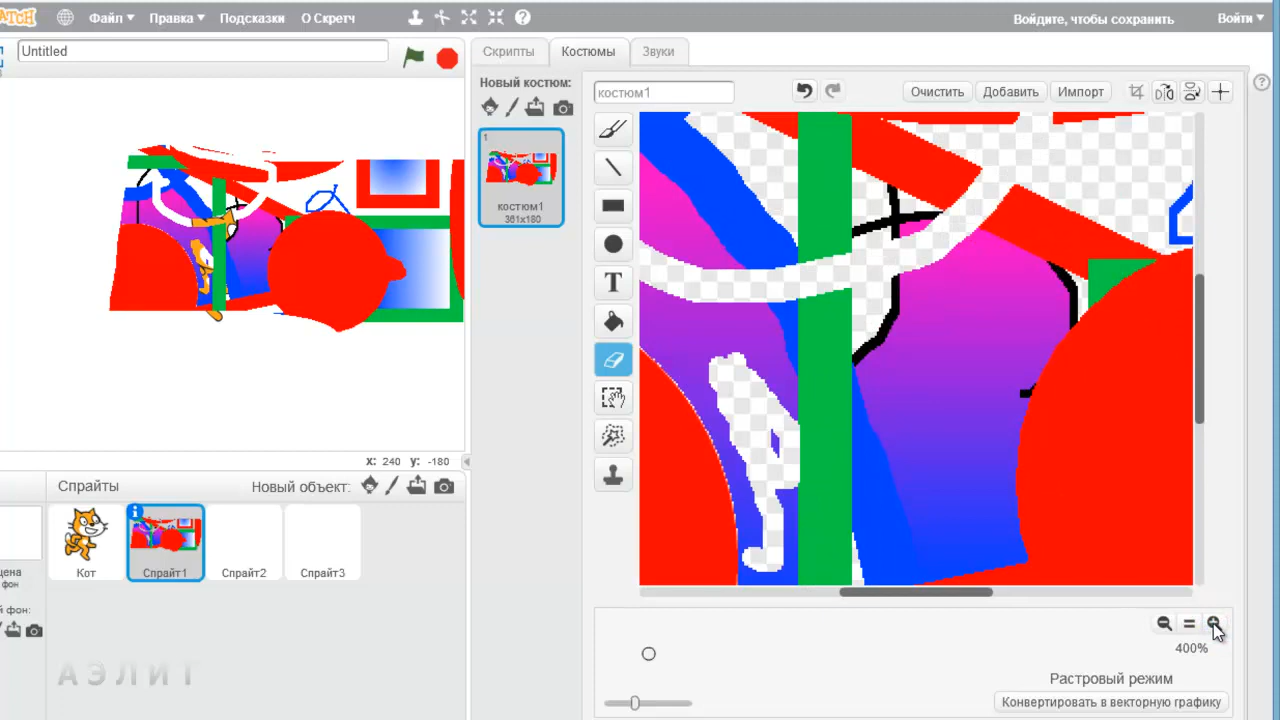 Файл Правка Подсказки О Скретч Войдите, чтобы сохранить Войти
Untitled
Скрипты Костюмы Звуки
Новый костюм:
костюм1 Очистить Добавить Импорт
1
костюм1
361x180
T
x: 240 y: -180
Спрайты Новый объект:
Кот Спрайт1 Спрайт2 Спрайт3
фон
й фон:
400%
АЭЛИТ
Растровый режим
Конвертировать в векторную графику